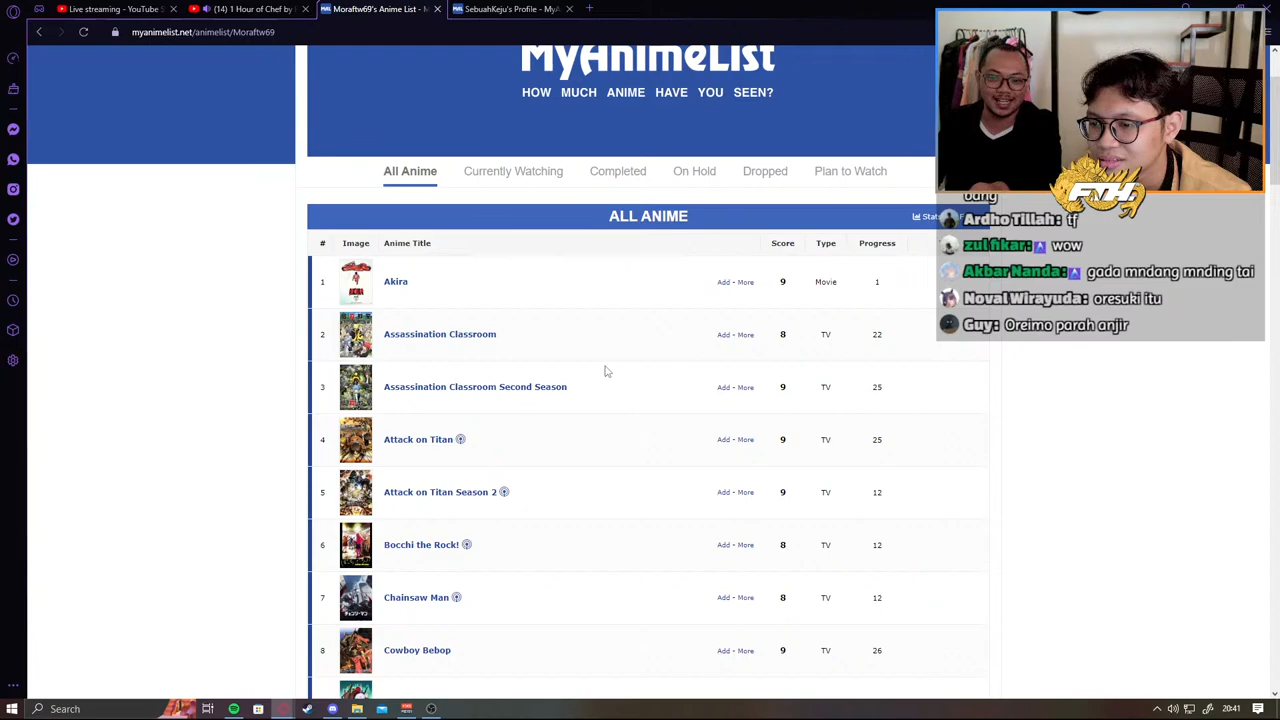 Live streaming - YouTube S
(14) 1 Hour of Chef by
Moraftw69's Anime List - My
SebuahKeju's Profile - MyA
myanimelist.net/animelist/Moraftw69
MyAnimeList
HOW MUCH ANIME HAVE YOU SEEN?
All Anime Currently Watching Completed On Hold Dropped Plan to Watch
ALL ANIME
# Image Anime Title Score Type Progress
1 Akira Add - More 9 Movie 1
2 Assassination Classroom Add - More 8 TV 22
3 Assassination Classroom Second Season Add - More 9 TV 25
4 Attack on Titan Add - More 9 TV 25
5 Attack on Titan Season 2 Add - More 9 TV 12
6 Bocchi the Rock! Add - More 8 TV 12
7 Chainsaw Man Add - More 8 TV 12
8 Cowboy Bebop Add - More 9 TV 26
FTH.
bang
Ardho Tillah: tf
zul fikar: wow
Akbar Nanda: gada mndang mnding tai
Noval Wirayuda: oresuki itu
Guy: Oreimo parah anjir
Search
20:41